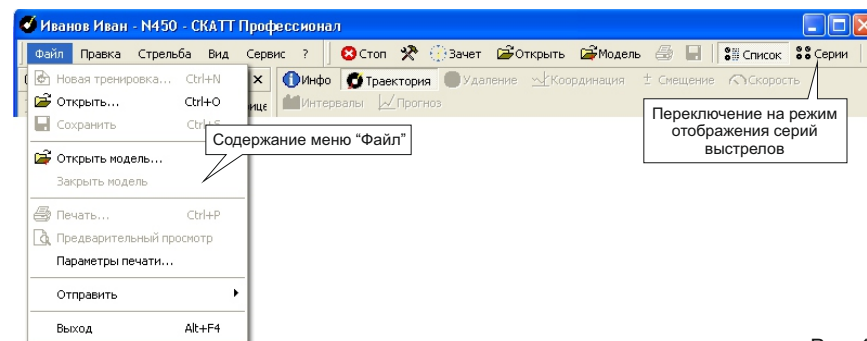 Иванов Иван - N450 - СКАТТ Профессионал
Файл Правка Стрельба Вид Сервис ? Стоп Зачет Открыть Модель Список Серии
Новая тренировка... Ctrl+N
Инфо Траектория Удаление Координация ± Смещение Скорость
Открыть... Ctrl+O
Интервалы Прогноз
Сохранить
Переключение на режим
отображения серий
выстрелов
Содержание меню “Файл”
Открыть модель...
Закрыть модель
Печать... Ctrl+P
Предварительный просмотр
Параметры печати...
Отправить
Выход Alt+F4